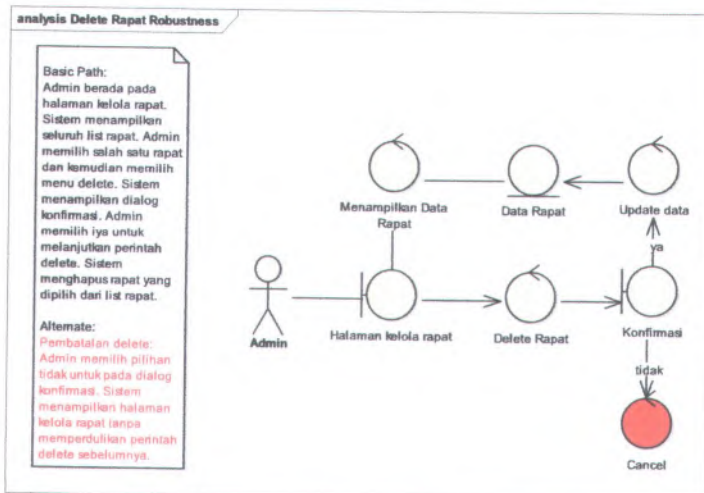 analysis Delete Rapat Robustness
Basic Path:
Admin berada pada
halaman kelola rapat.
Sistem menampilkan
seluruh list rapat. Admin
memilih salah satu rapat
dan kemudian memilih
menu delete. Sistem
menampilkan dialog
konfirmasi. Admin
memilih iya untuk
melanjutkan perintah
delete. Sistem
menghapus rapat yang
dipilih dari list rapat.
Alternate:
Pembatalan delete:
Admin memilih pilihan
tidak untuk pada dialog
konfirmasi. Sistem
menampilkan halaman
kelola rapat tanpa
memperdulikan perintah
delete sebelumnya.
Menampilkan Data
Rapat
Data Rapat
Update data
ya
Admin
Halaman kelola rapat
Delete Rapat
Konfirmasi
tidak
Cancel